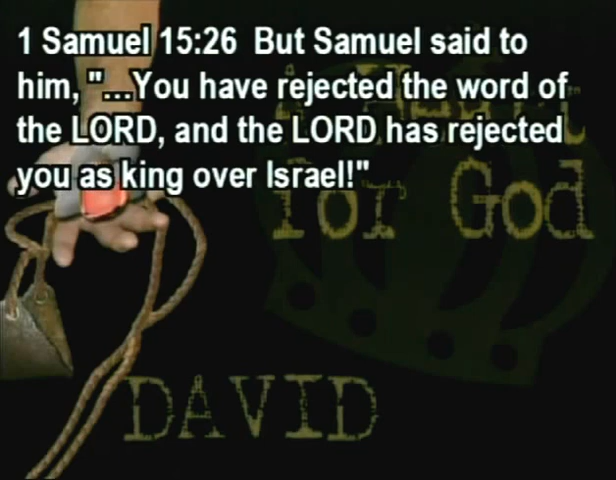 1 Samuel 15:26 But Samuel said to
him, "...You have rejected the word of
the LORD, and the LORD has rejected
you as king over Israel!"
for God
DAVID